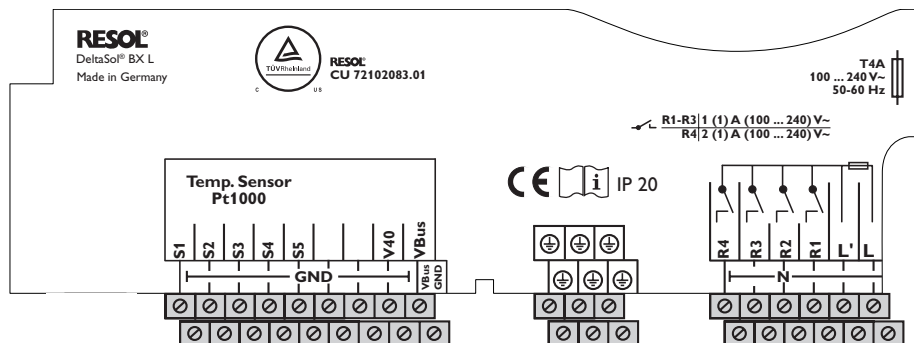 RESOL®
DeltaSol® BX L
Made in Germany
TÜVRheinland
C US
RESOL®
CU 72102083.01
T4A
100 ... 240 V~
50-60 Hz
R1-R3 1 (1) A (100 ... 240) V~
R4 2 (1) A (100 ... 240) V~
Temp. Sensor
Pt1000
CE i IP 20
S1 S2 S3 S4 S5 V40 VBus
R4 R3 R2 R1 L' L
GND VBus GND
N